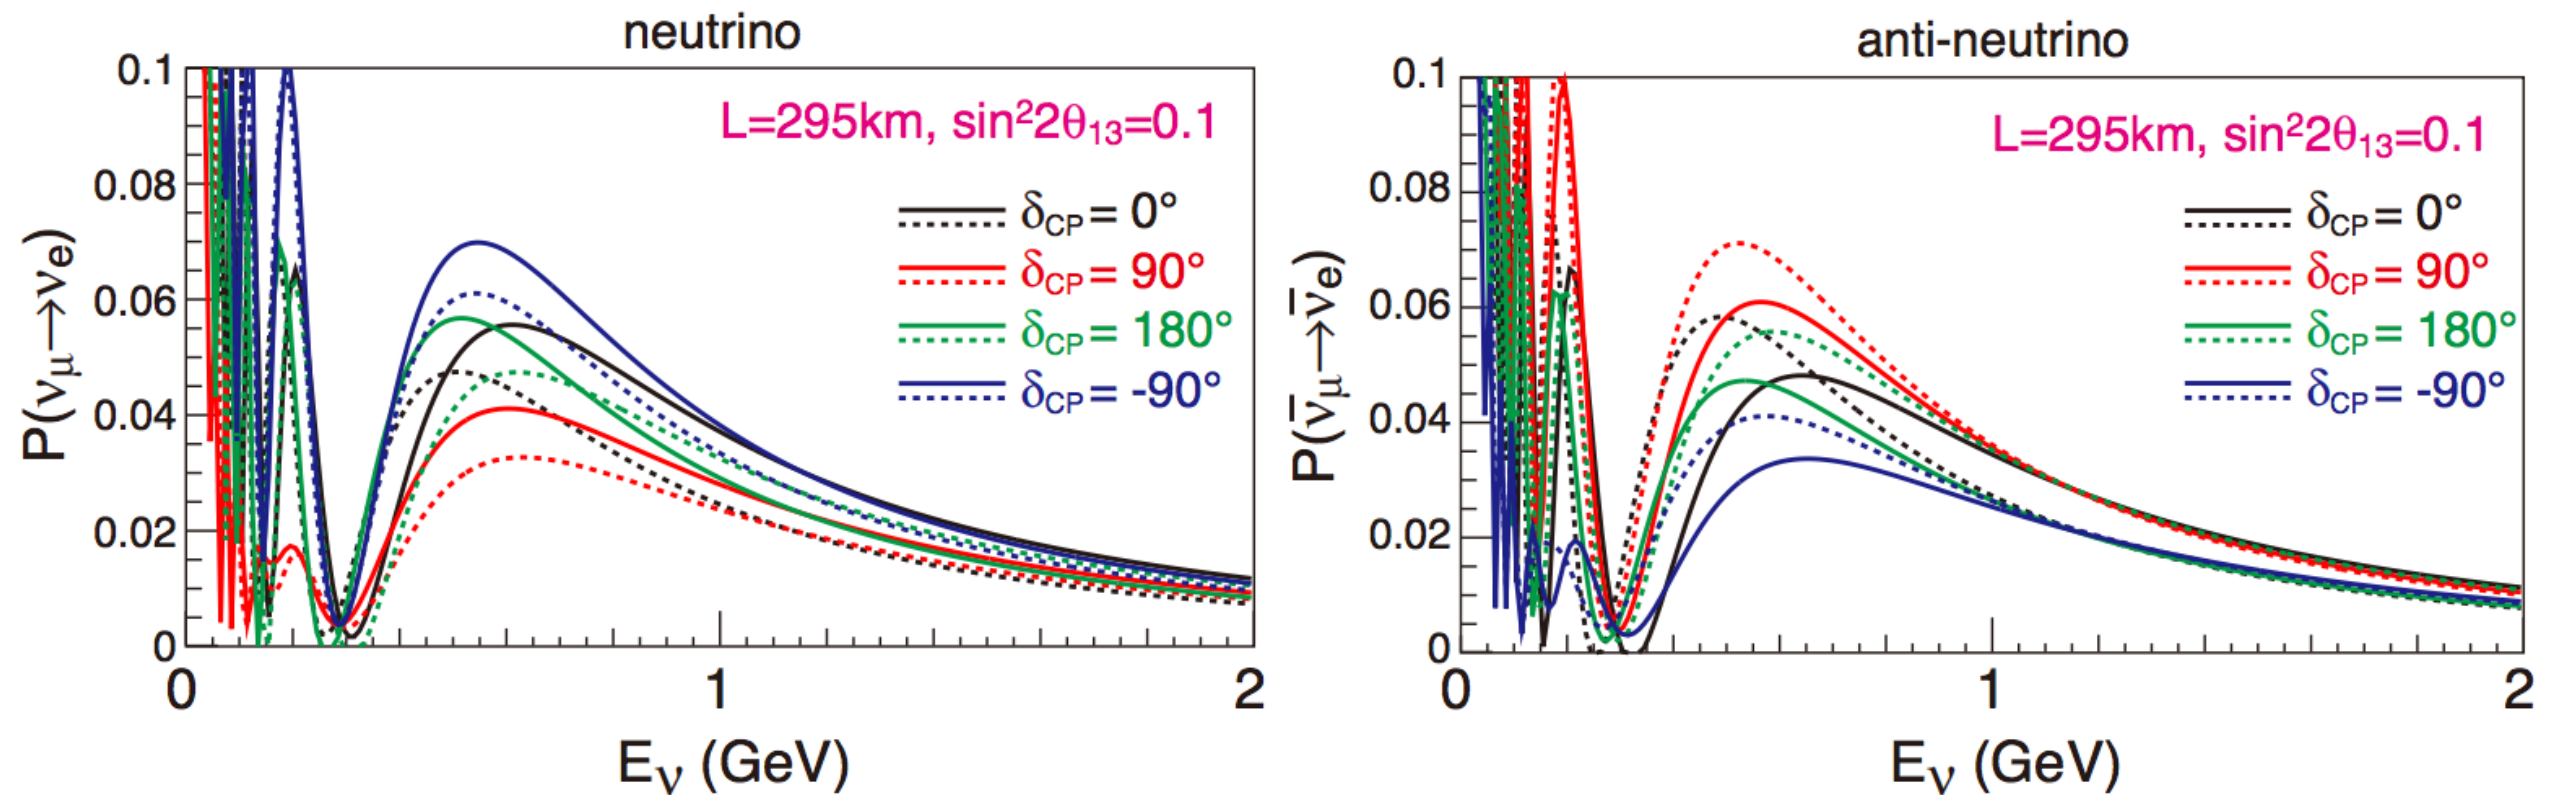 neutrino
L=295km, sin²2θ₁₃=0.1
δCP = 0°
δCP = 90°
δCP = 180°
δCP = -90°
P(νμ→νe)
0.1
0.08
0.06
0.04
0.02
0
0 1 2
Eν (GeV)
anti-neutrino
L=295km, sin²2θ₁₃=0.1
δCP = 0°
δCP = 90°
δCP = 180°
δCP = -90°
P(ν̄μ→ν̄e)
0.1
0.08
0.06
0.04
0.02
0
0 1 2
Eν (GeV)